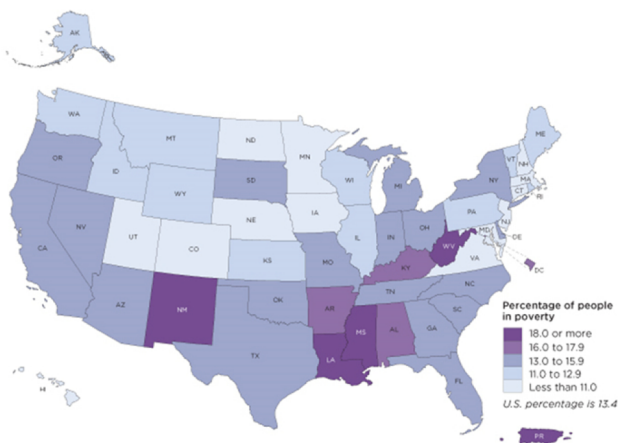 AK
WA
MT
ND
MN
ME
OR
ID
SD
WI
MI
NY
VT
NH
MA
CT
RI
WY
NE
IA
PA
NJ
NV
UT
CO
KS
IL
IN
OH
MD
DE
CA
MO
KY
WV
VA
DC
AZ
NM
OK
AR
TN
NC
SC
TX
LA
MS
AL
GA
FL
HI
Percentage of people
in poverty
18.0 or more
16.0 to 17.9
13.0 to 15.9
11.0 to 12.9
Less than 11.0
U.S. percentage is 13.4
PR